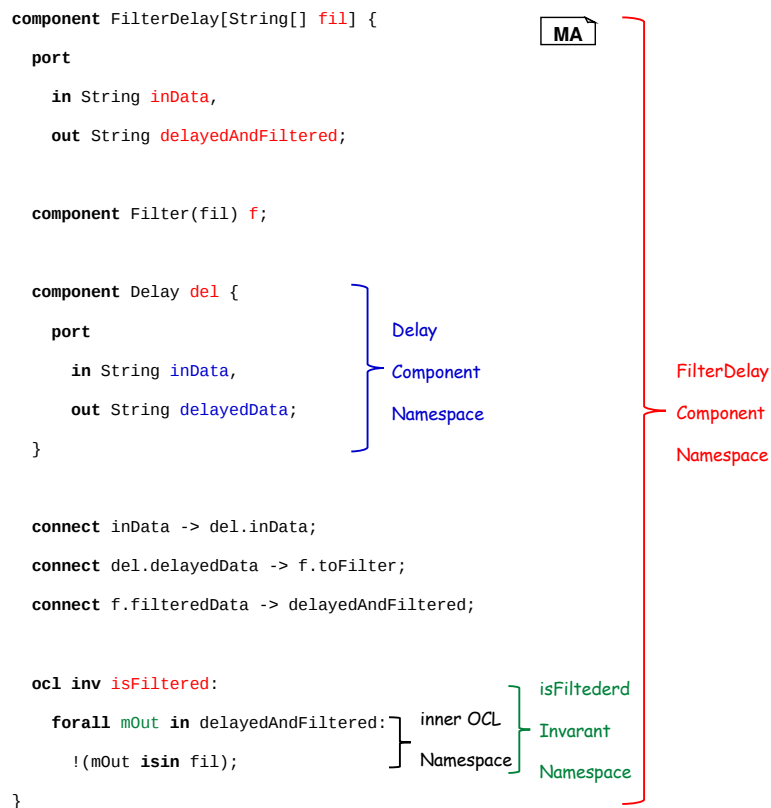 component FilterDelay[String[] fil] {
MA
port
in String inData,
out String delayedAndFiltered;
component Filter(fil) f;
component Delay del {
port
in String inData,
out String delayedData;
}
Delay
Component
Namespace
FilterDelay
Component
Namespace
connect inData -> del.inData;
connect del.delayedData -> f.toFilter;
connect f.filteredData -> delayedAndFiltered;
ocl inv isFiltered:
forall mOut in delayedAndFiltered:
!(mOut isin fil);
inner OCL
Namespace
isFiltederd
Invarant
Namespace
}